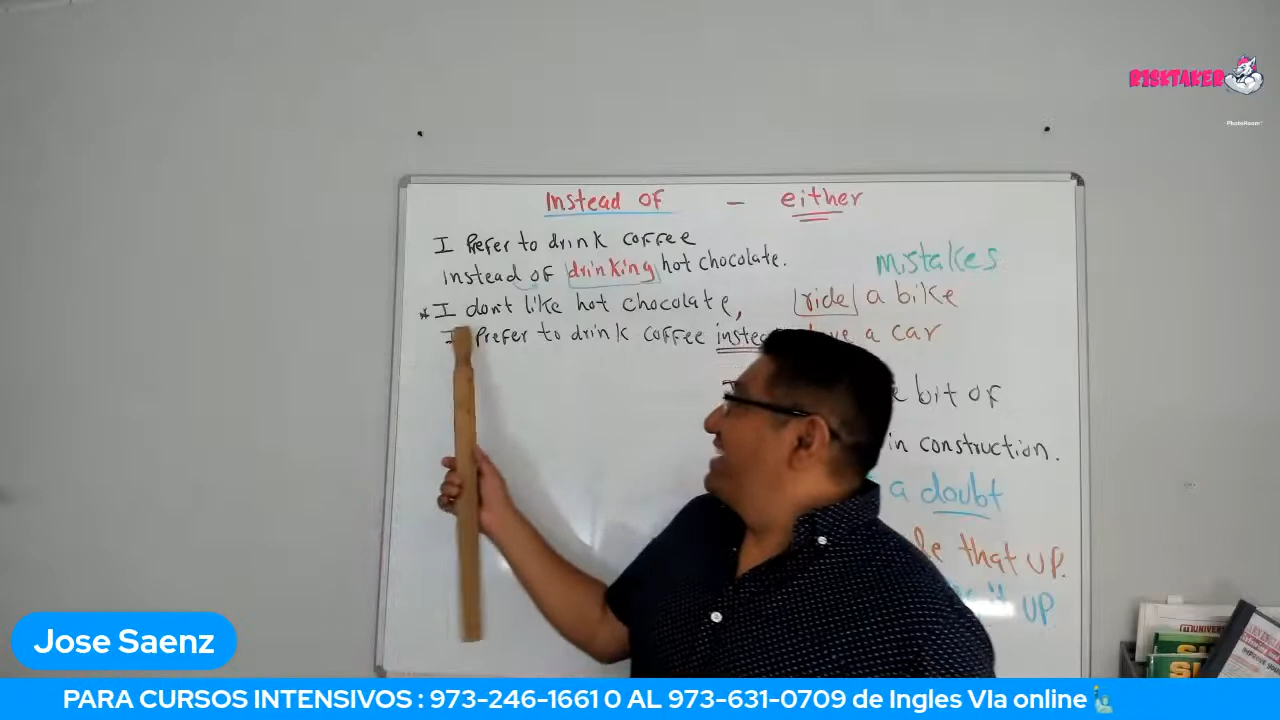 RISKTAKER
PhotoRoom
Instead of - either
I Prefer to drink coffee
instead of drinking hot chocolate.
* I don't like hot chocolate,
I Prefer to drink coffee
mistakes
ride a bike
a car
bit of
in construction.
a doubt
that up.
it up
Jose Saenz
PARA CURSOS INTENSIVOS : 973-246-1661 O AL 973-631-0709 de Ingles VIa online